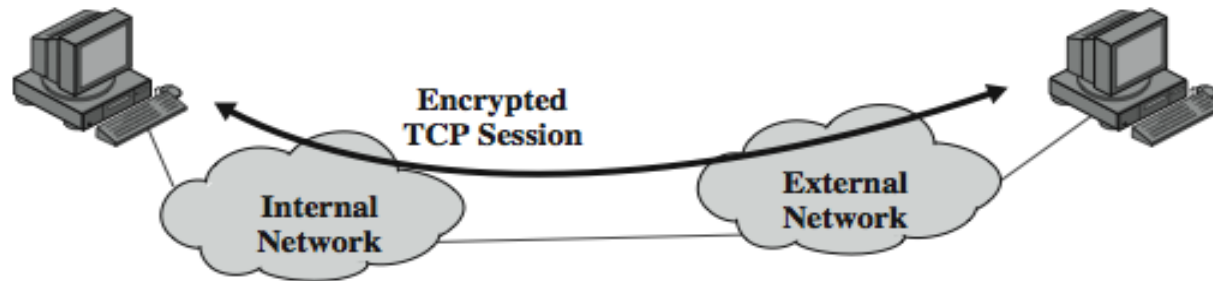 Encrypted
TCP Session
Internal
Network
External
Network